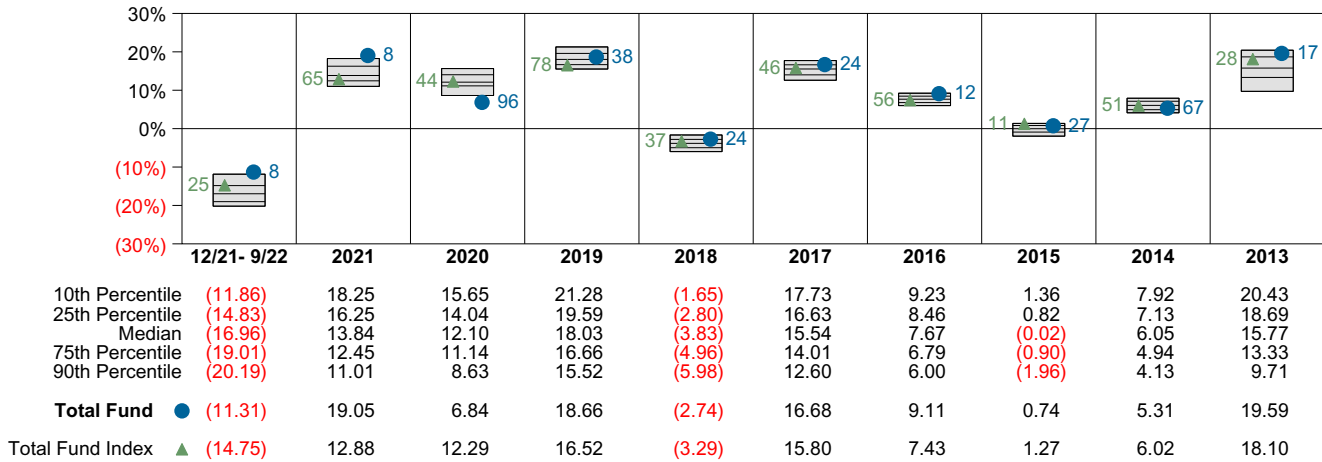 30%
20%
10%
0%
(10%)
(20%)
(30%)
25 8
65 8
44 96
78 38
37 24
46 24
56 12
11 27
51 67
28 17
12/21- 9/22 2021 2020 2019 2018 2017 2016 2015 2014 2013
10th Percentile (11.86) 18.25 15.65 21.28 (1.65) 17.73 9.23 1.36 7.92 20.43
25th Percentile (14.83) 16.25 14.04 19.59 (2.80) 16.63 8.46 0.82 7.13 18.69
Median (16.96) 13.84 12.10 18.03 (3.83) 15.54 7.67 (0.02) 6.05 15.77
75th Percentile (19.01) 12.45 11.14 16.66 (4.96) 14.01 6.79 (0.90) 4.94 13.33
90th Percentile (20.19) 11.01 8.63 15.52 (5.98) 12.60 6.00 (1.96) 4.13 9.71
Total Fund (11.31) 19.05 6.84 18.66 (2.74) 16.68 9.11 0.74 5.31 19.59
Total Fund Index (14.75) 12.88 12.29 16.52 (3.29) 15.80 7.43 1.27 6.02 18.10